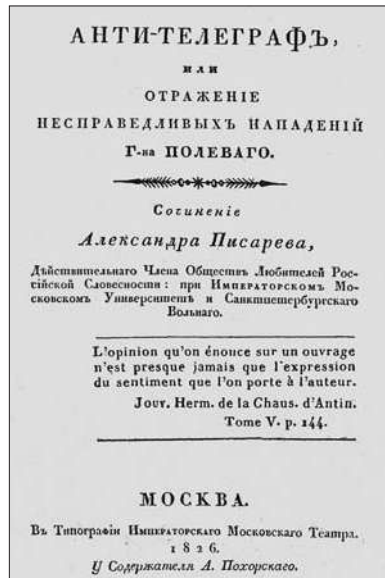 АНТИ-ТЕЛЕГРАФЪ,
или
ОТРАЖЕНІЕ
НЕСПРАВЕДЛИВЫХЪ НАПАДЕНІЙ
Г-на ПОЛЕВАГО.
Сочиненіе
Александра Писарева,
Дѣйствительнаго Члена Обществъ Любителей Рос-
сійской Словесности: при Императорскомъ Мо-
сковскомъ Университетѣ и Санктпетербургскаго
Вольнаго.
L'opinion qu'on énonce sur un ouvrage
n'est presque jamais que l'expression
du sentiment que l'on porte à l'auteur.
Jour. Herm. de la Chaus. d'Antin.
Tome V. p. 144.
МОСКВА.
Въ Типографіи Императорскаго Московскаго Театра.
1826.
У Содержателя А. Похорскаго.